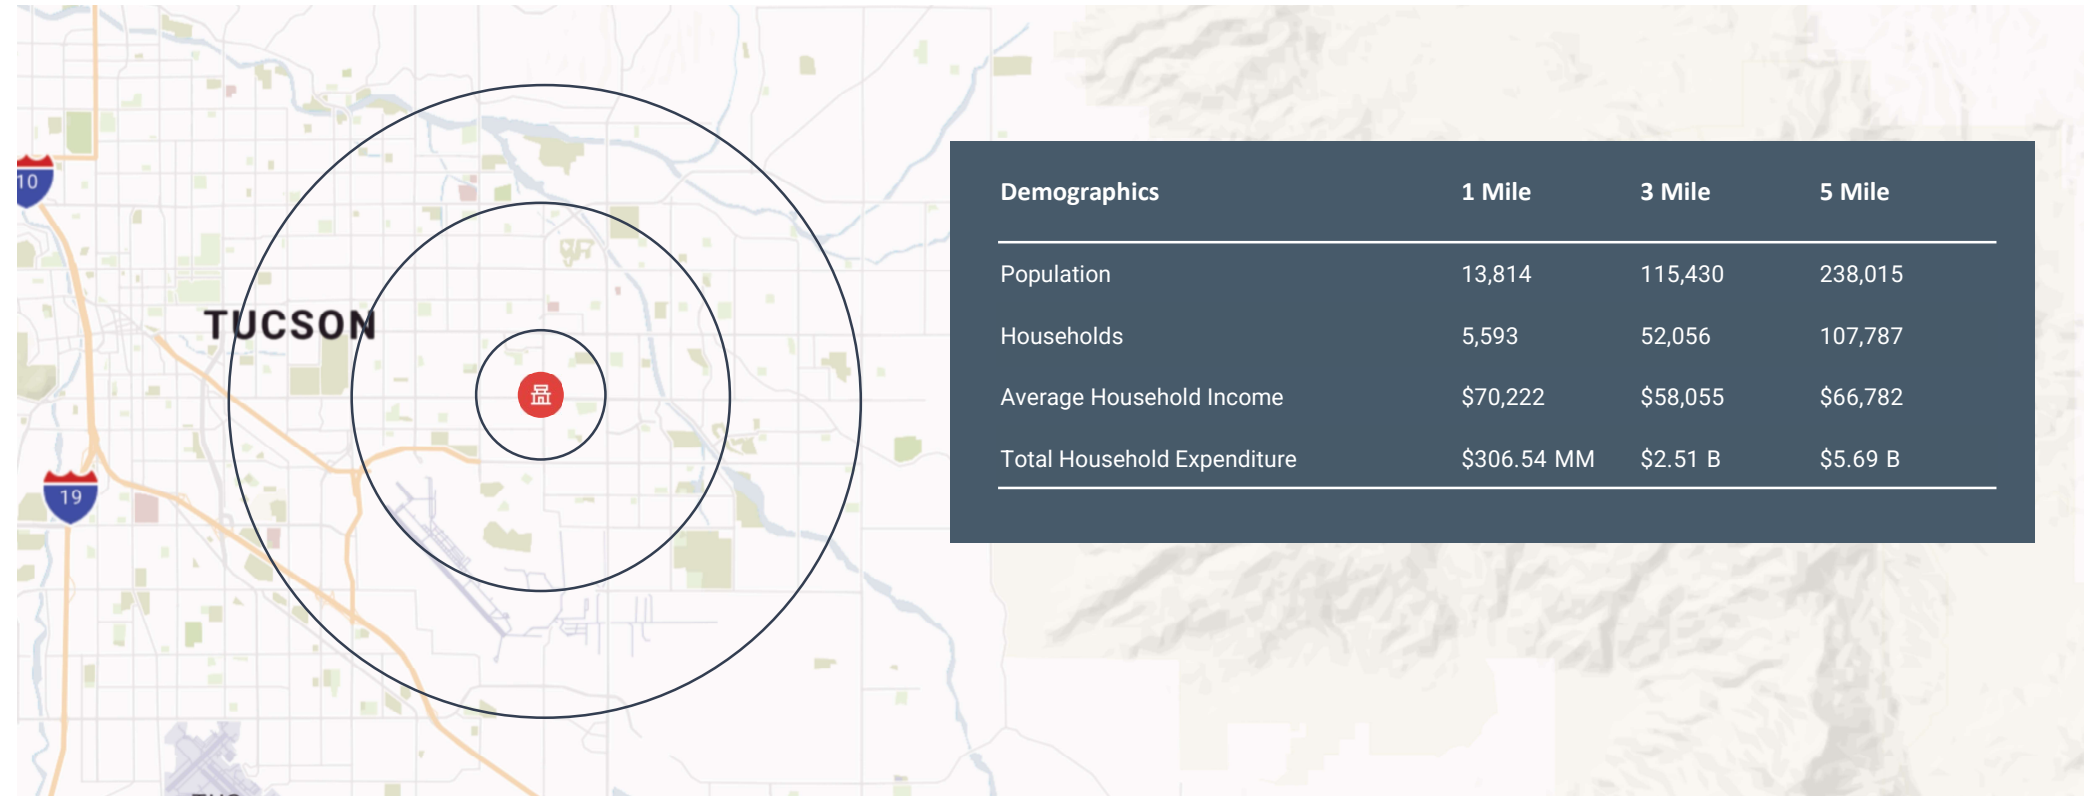 10
TUCSON
19
Demographics 1 Mile 3 Mile 5 Mile
Population 13,814 115,430 238,015
Households 5,593 52,056 107,787
Average Household Income $70,222 $58,055 $66,782
Total Household Expenditure $306.54 MM $2.51 B $5.69 B